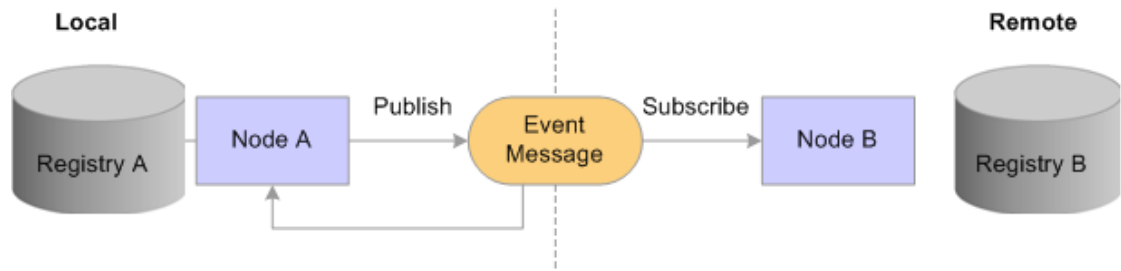 Local
Remote
Registry A
Node A
Publish
Event
Message
Subscribe
Node B
Registry B